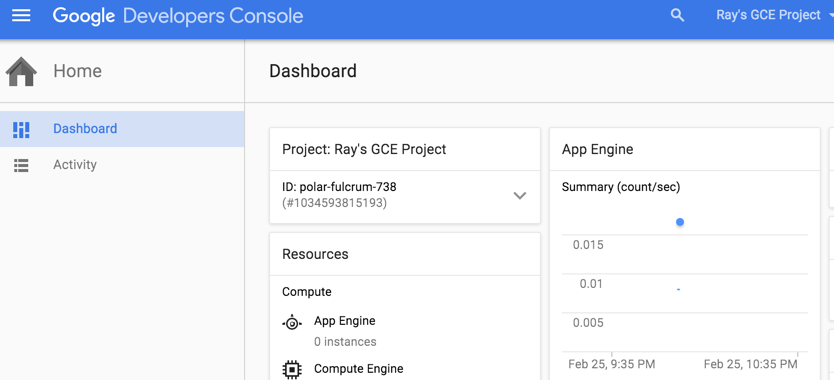 Google Developers Console
Ray's GCE Project
Home
Dashboard
Dashboard
Activity
Project: Ray's GCE Project
ID: polar-fulcrum-738
(#1034593815193)
Resources
Compute
App Engine
0 instances
Compute Engine
App Engine
Summary (count/sec)
0.015
0.01
0.005
Feb 25, 9:35 PM
Feb 25, 10:35 PM